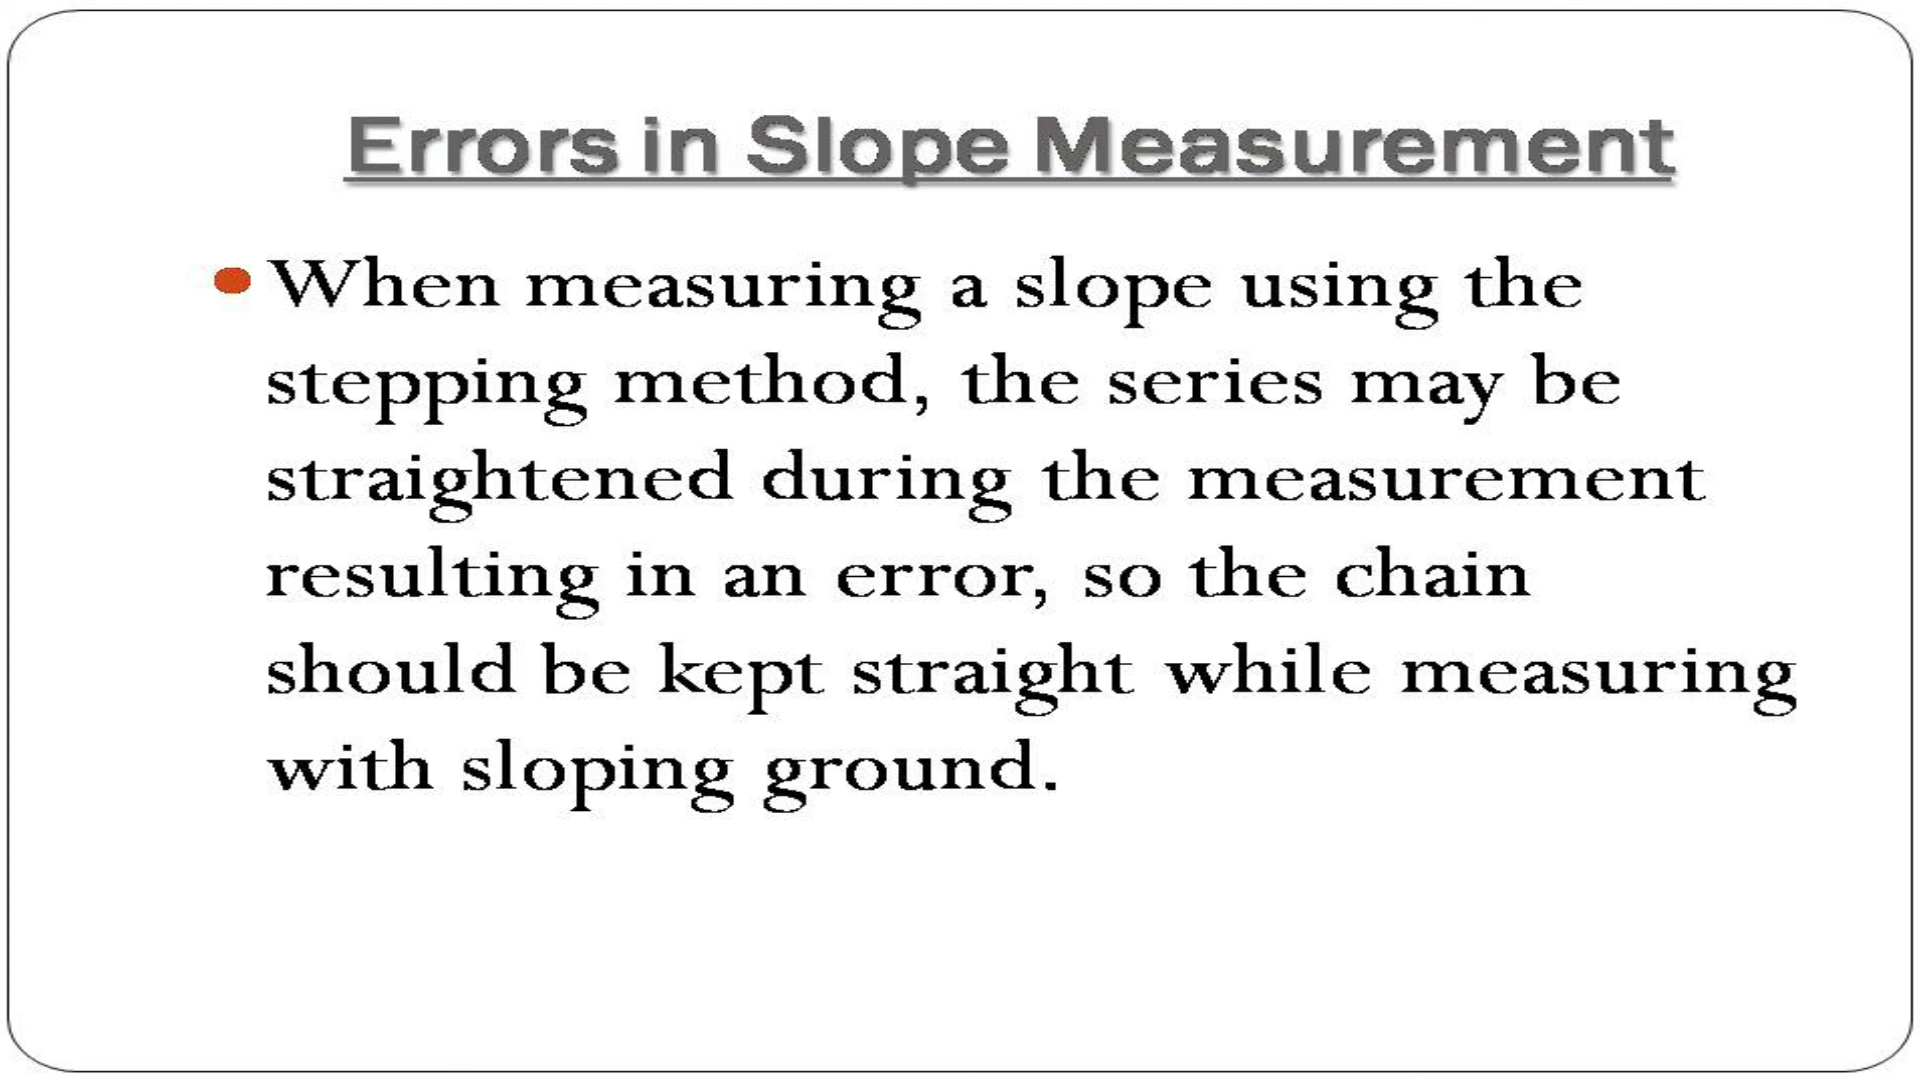 Errors in Slope Measurement
When measuring a slope using the
stepping method, the series may be
straightened during the measurement
resulting in an error, so the chain
should be kept straight while measuring
with sloping ground.